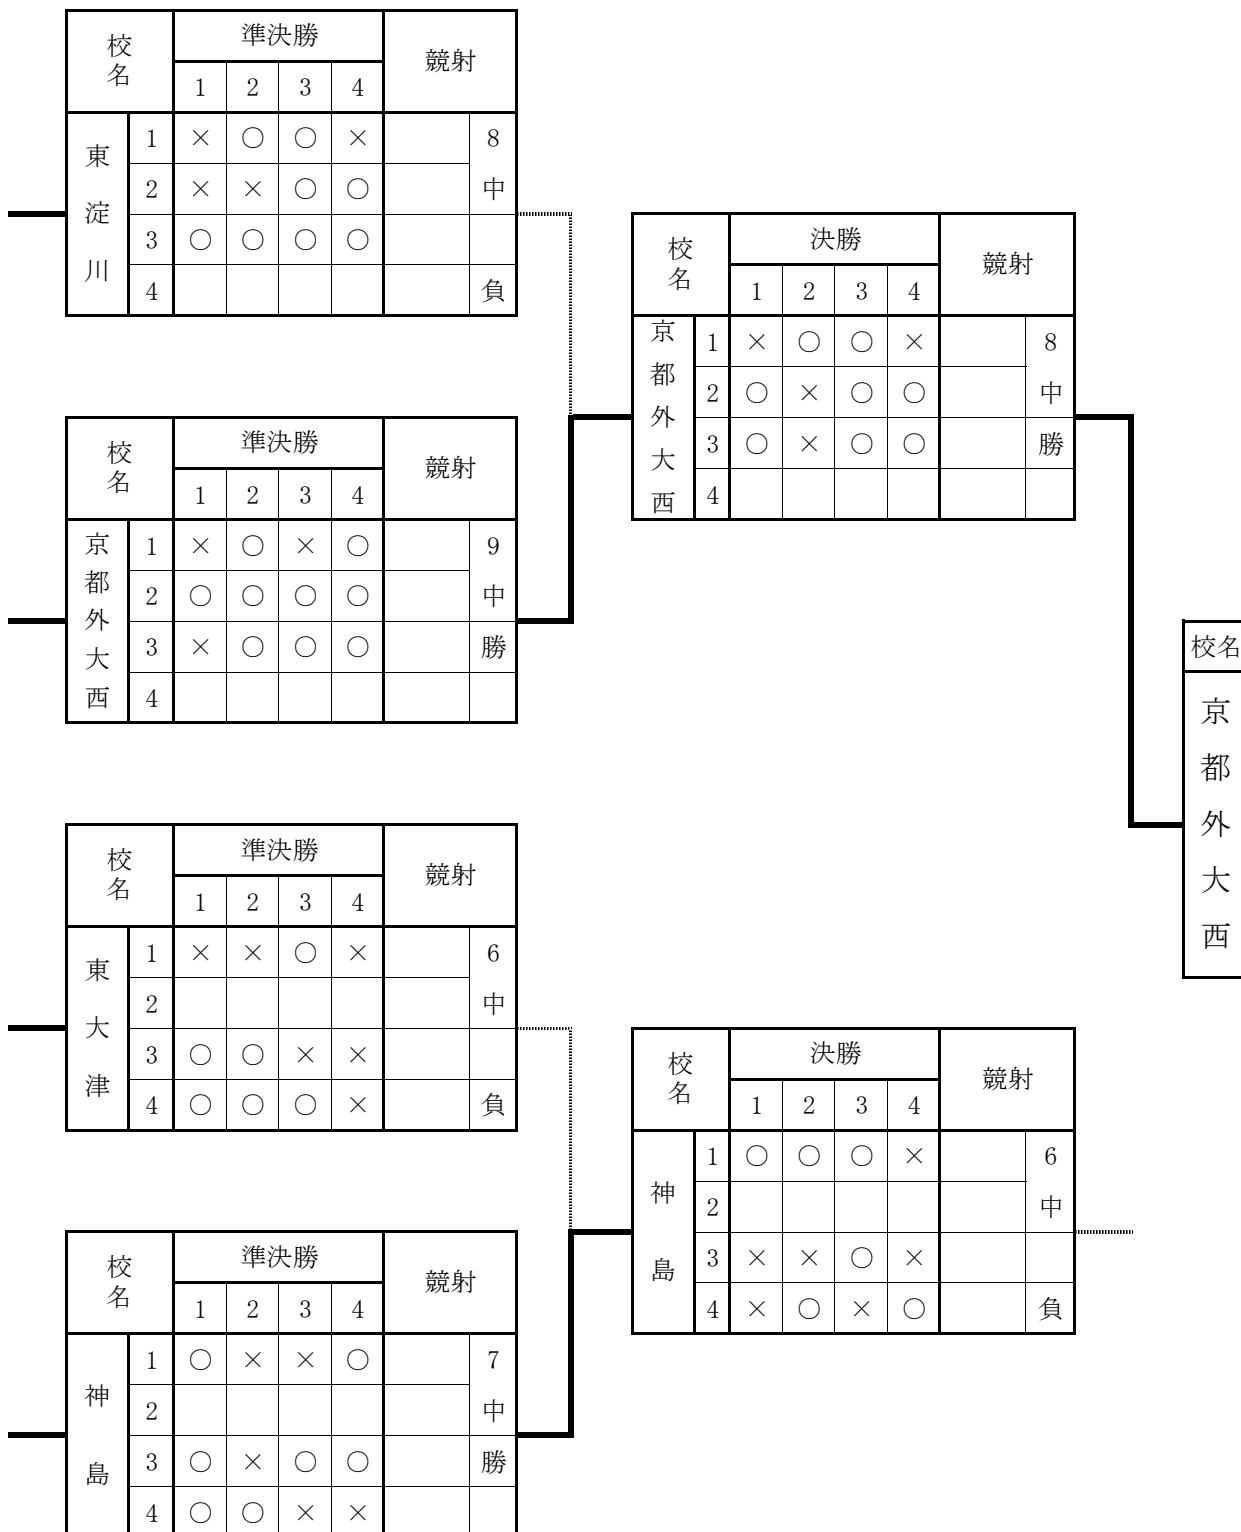 校名 準決勝 競射
1 2 3 4
東淀川 1 × ○ ○ × 8
2 × × ○ ○ 中
3 ○ ○ ○ ○
4 負
校名 準決勝 競射
1 2 3 4
京都外大西 1 × ○ × ○ 9
2 ○ ○ ○ ○ 中
3 × ○ ○ ○ 勝
4
校名 準決勝 競射
1 2 3 4
東大津 1 × × ○ × 6
2 中
3 ○ ○ × ×
4 ○ ○ ○ × 負
校名 準決勝 競射
1 2 3 4
神島 1 ○ × × ○ 7
2 中
3 ○ × ○ ○ 勝
4 ○ ○ × ×
校名 決勝 競射
1 2 3 4
京都外大西 1 × ○ ○ × 8
2 ○ × ○ ○ 中
3 ○ × ○ ○ 勝
4
校名 決勝 競射
1 2 3 4
神島 1 ○ ○ ○ × 6
2 中
3 × × ○ ×
4 × ○ × ○ 負
校名
京都外大西